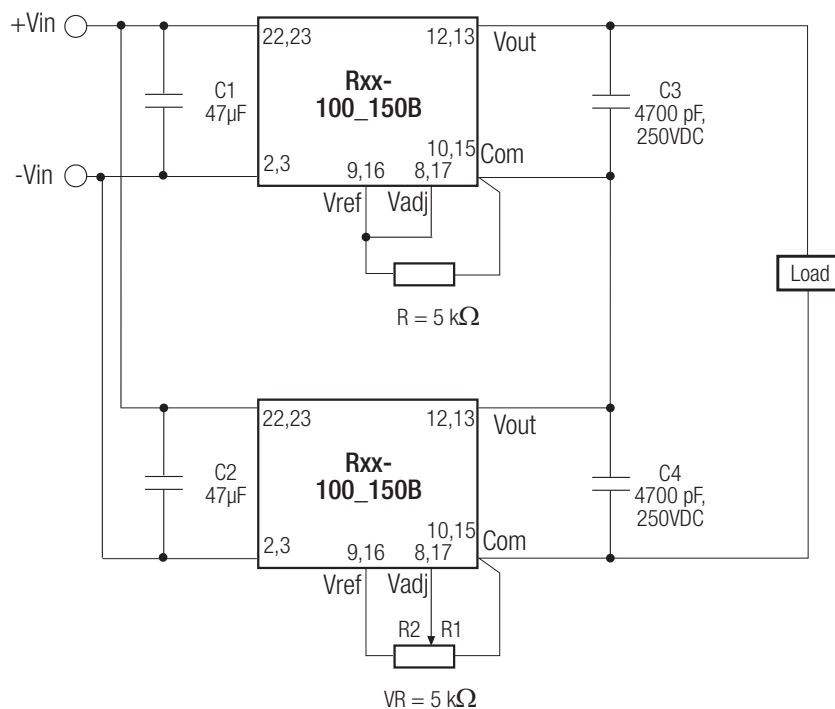 +Vin
22,23
12,13
Vout
Rxx-
100_150B
C1
47µF
C3
4700 pF,
250VDC
10,15
Com
-Vin
2,3
9,16
8,17
Vref
Vadj
Load
R = 5 kΩ
22,23
12,13
Vout
Rxx-
100_150B
C2
47µF
C4
4700 pF,
250VDC
10,15
Com
2,3
9,16
8,17
Vref
Vadj
R2
R1
VR = 5 kΩ